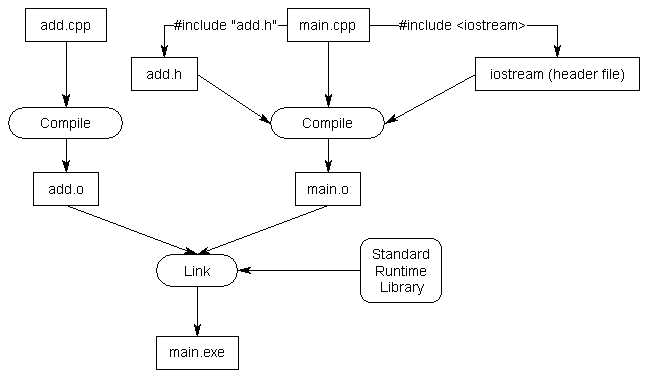 add.cpp
#include "add.h"
main.cpp
#include <iostream>
add.h
iostream (header file)
Compile
Compile
add.o
main.o
Link
Standard
Runtime
Library
main.exe